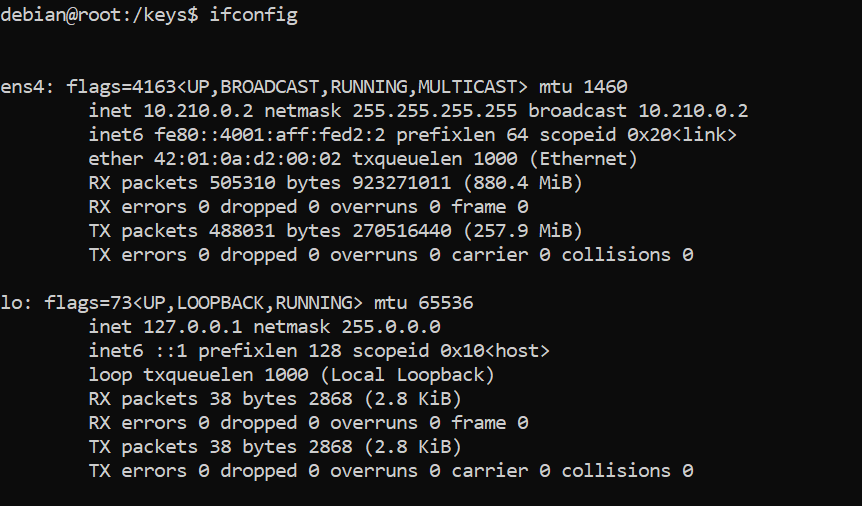 debian@root:/keys$ ifconfig
ens4: flags=4163<UP,BROADCAST,RUNNING,MULTICAST> mtu 1460
inet 10.210.0.2 netmask 255.255.255.255 broadcast 10.210.0.2
inet6 fe80::4001:aff:fed2:2 prefixlen 64 scopeid 0x20<link>
ether 42:01:0a:d2:00:02 txqueuelen 1000 (Ethernet)
RX packets 505310 bytes 923271011 (880.4 MiB)
RX errors 0 dropped 0 overruns 0 frame 0
TX packets 488031 bytes 270516440 (257.9 MiB)
TX errors 0 dropped 0 overruns 0 carrier 0 collisions 0
lo: flags=73<UP,LOOPBACK,RUNNING> mtu 65536
inet 127.0.0.1 netmask 255.0.0.0
inet6 ::1 prefixlen 128 scopeid 0x10<host>
loop txqueuelen 1000 (Local Loopback)
RX packets 38 bytes 2868 (2.8 KiB)
RX errors 0 dropped 0 overruns 0 frame 0
TX packets 38 bytes 2868 (2.8 KiB)
TX errors 0 dropped 0 overruns 0 carrier 0 collisions 0